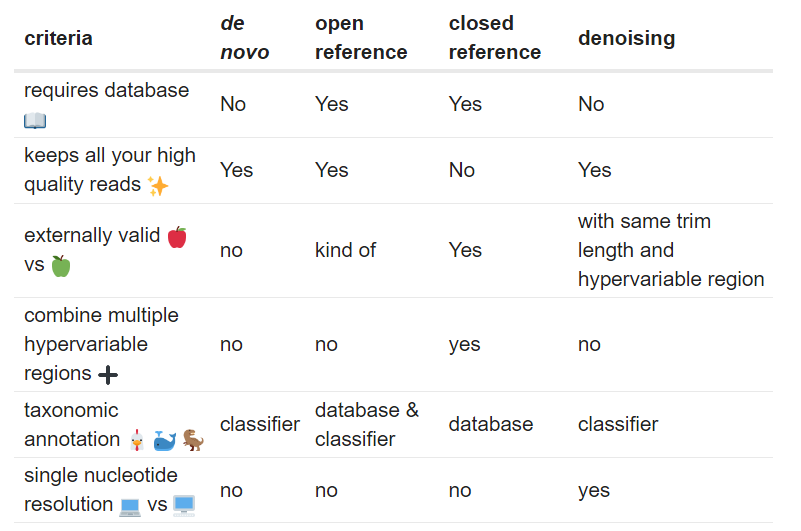 criteria
de
novo
open
reference
closed
reference
denoising
requires database
No
Yes
Yes
No
keeps all your high
quality reads
Yes
Yes
No
Yes
externally valid
vs
no
kind of
Yes
with same trim
length and
hypervariable region
combine multiple
hypervariable
regions
no
no
yes
no
taxonomic
annotation
classifier
database &
classifier
database
classifier
single nucleotide
resolution vs
no
no
no
yes